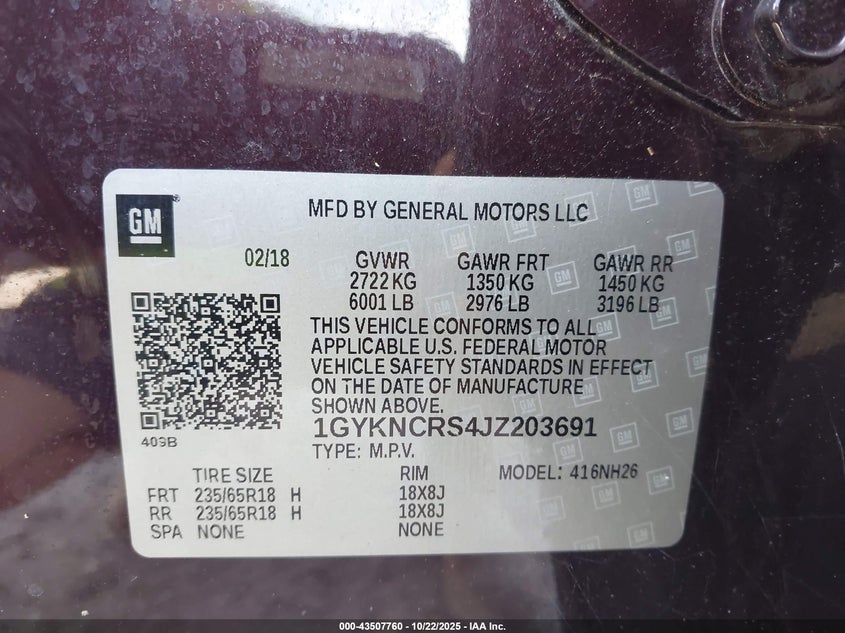 GM
MFD BY GENERAL MOTORS LLC
02/18 GVWR GAWR FRT GAWR RR
2722 KG 1350 KG 1450 KG
6001 LB 2976 LB 3196 LB
THIS VEHICLE CONFORMS TO ALL
APPLICABLE U.S. FEDERAL MOTOR
VEHICLE SAFETY STANDARDS IN EFFECT
ON THE DATE OF MANUFACTURE
SHOWN ABOVE.
1GYKNCRS4JZ203691
409B
TYPE: M.P.V.
TIRE SIZE RIM MODEL: 416NH26
FRT 235/65R18 H 18X8J
RR 235/65R18 H 18X8J
SPA NONE NONE
000-43507760 - 10/22/2025 - IAA Inc.